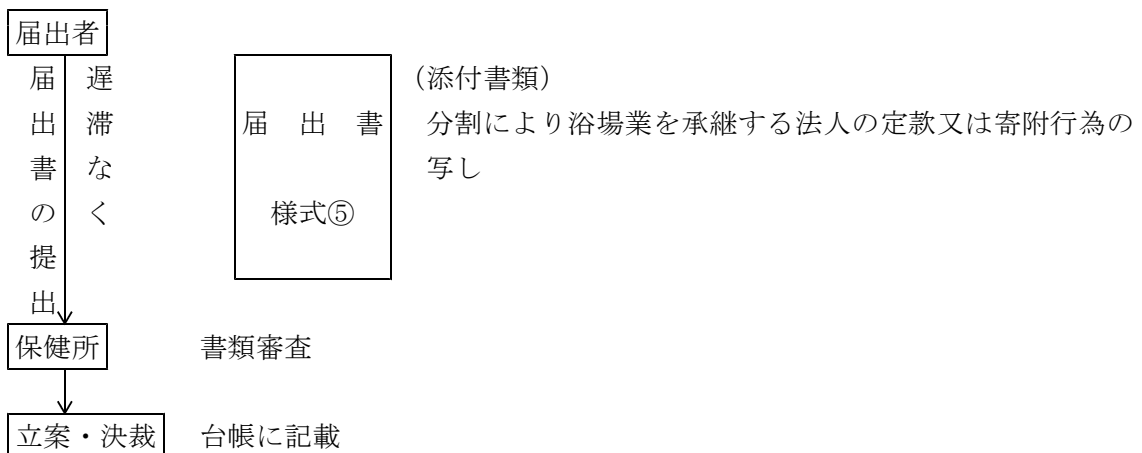 届出者
届出書の提出
遅滞なく
届出書
様式⑤
(添付書類)
分割により浴場業を承継する法人の定款又は寄附行為の
写し
保健所
書類審査
立案・決裁
台帳に記載